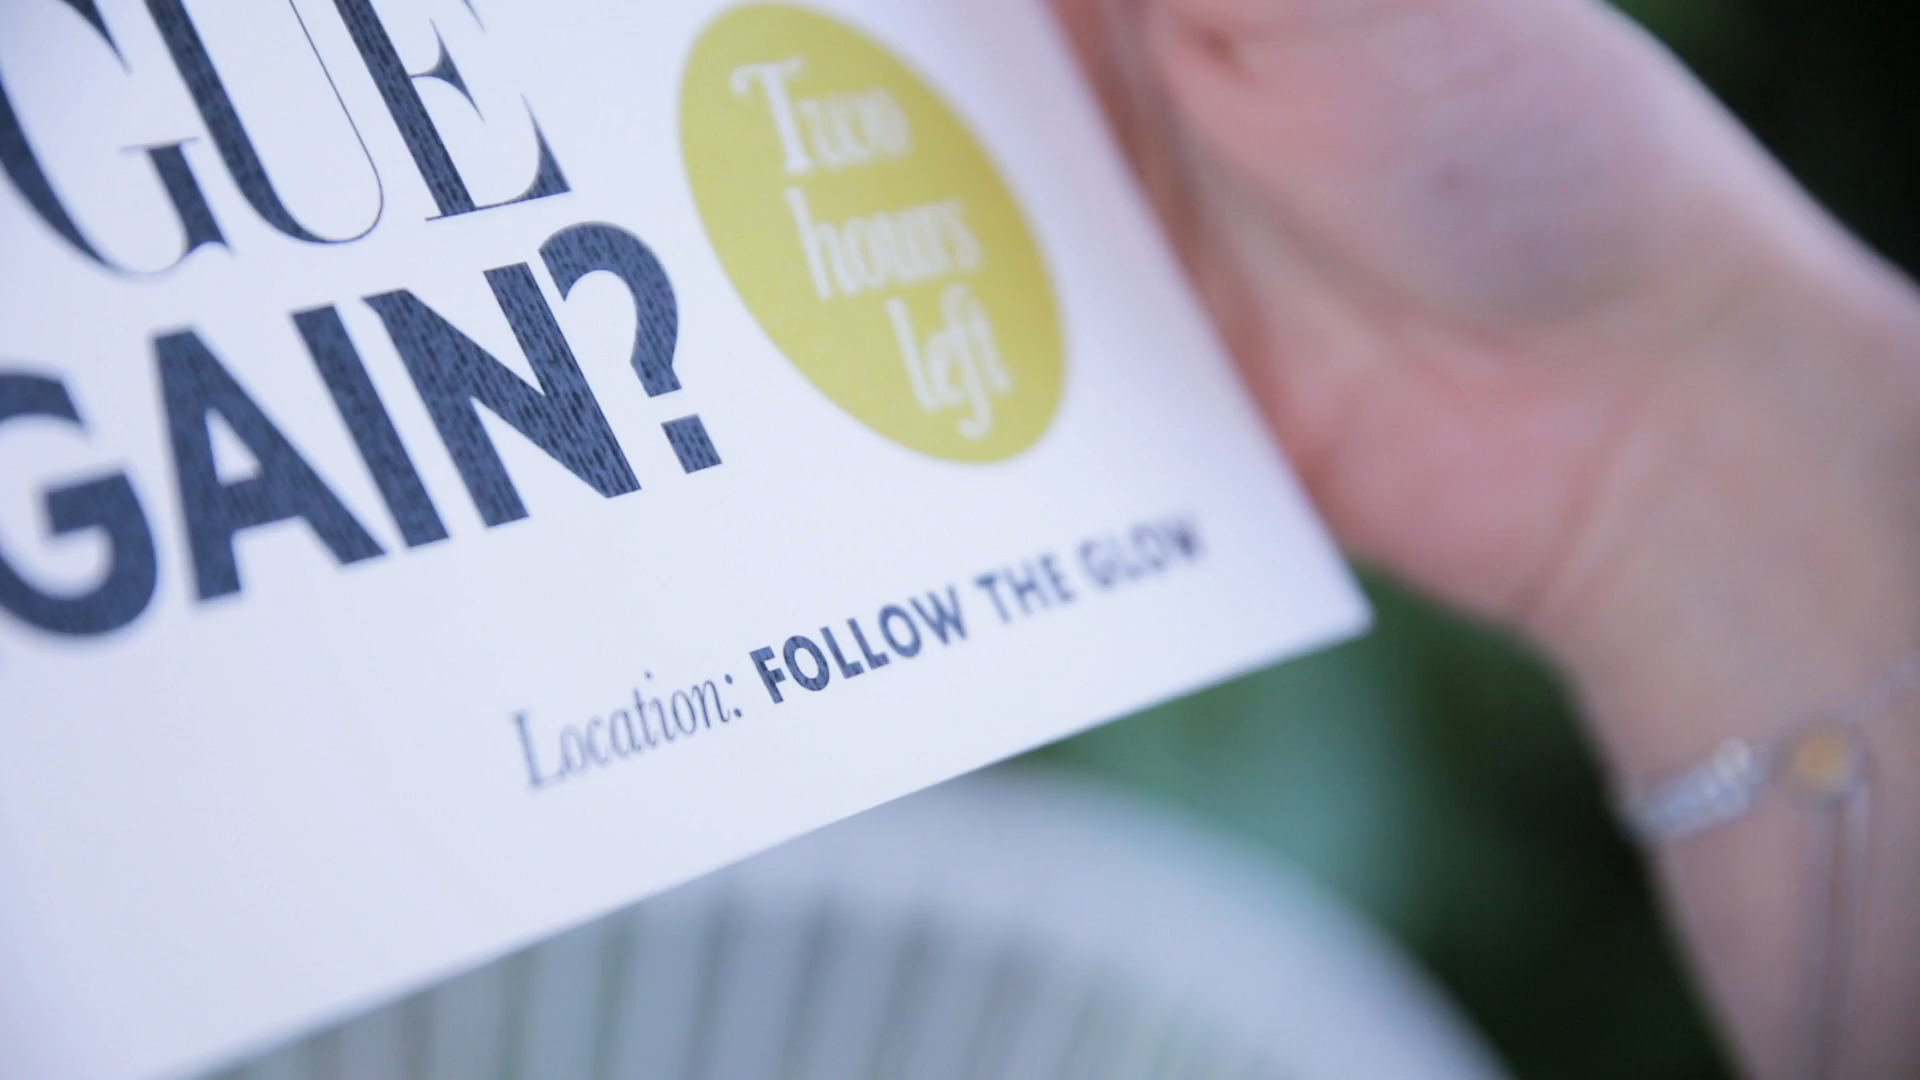 GUE
GAIN?
Two
hours
left
Location: FOLLOW THE GLOW